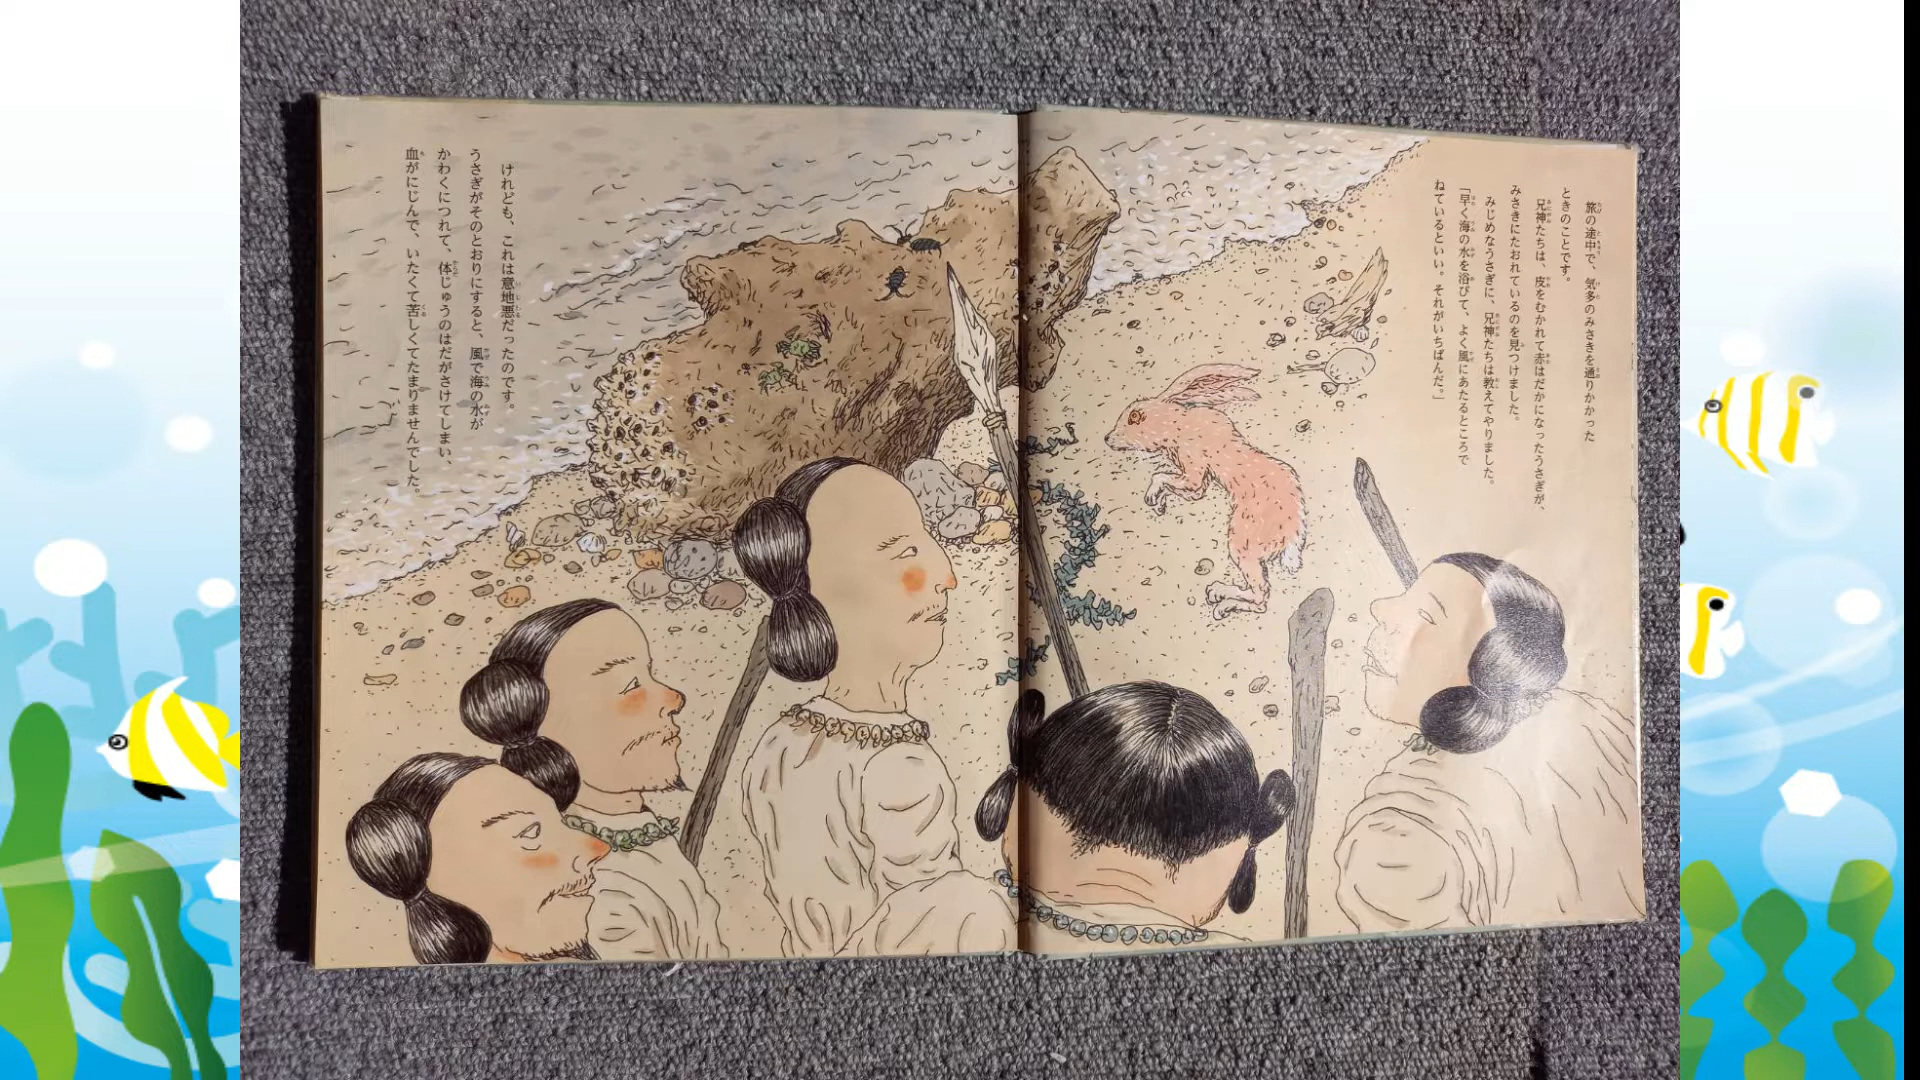 旅の途中で、気多のみさきを通りかかった
ときのことです。
兄神たちは、皮をむかれて赤はだかになったうさぎが、
みさきにたおれているのを見つけました。
みじめなうさぎに、兄神たちは教えてやりました。
「早く海の水を浴びて、よく風にあたるところで
ねているといい。それがいちばんだ。」
けれども、これは意地悪だったのです。
うさぎがそのとおりにすると、風で海の水が
かわくにつれて、体じゅうのはだがさけてしまい、
血がにじんで、いたくて苦しくてたまりませんでした。